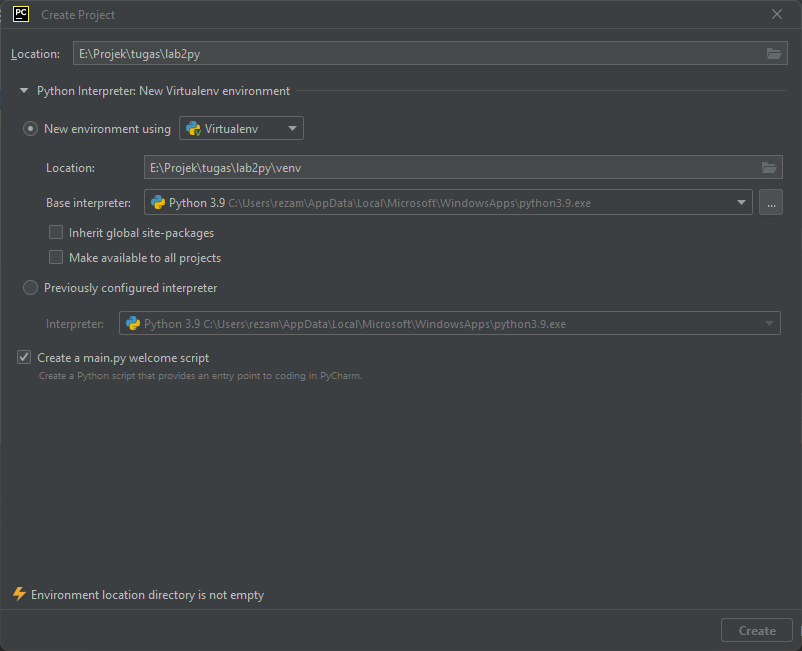 PC Create Project
Location: E:\Projek\tugas\lab2py
Python Interpreter: New Virtualenv environment
New environment using Virtualenv
Location: E:\Projek\tugas\lab2py\venv
Base interpreter: Python 3.9 C:\Users\rezam\AppData\Local\Microsoft\WindowsApps\python3.9.exe ...
Inherit global site-packages
Make available to all projects
Previously configured interpreter
Interpreter: Python 3.9 C:\Users\rezam\AppData\Local\Microsoft\WindowsApps\python3.9.exe
Create a main.py welcome script
Create a Python script that provides an entry point to coding in PyCharm.
Environment location directory is not empty
Create